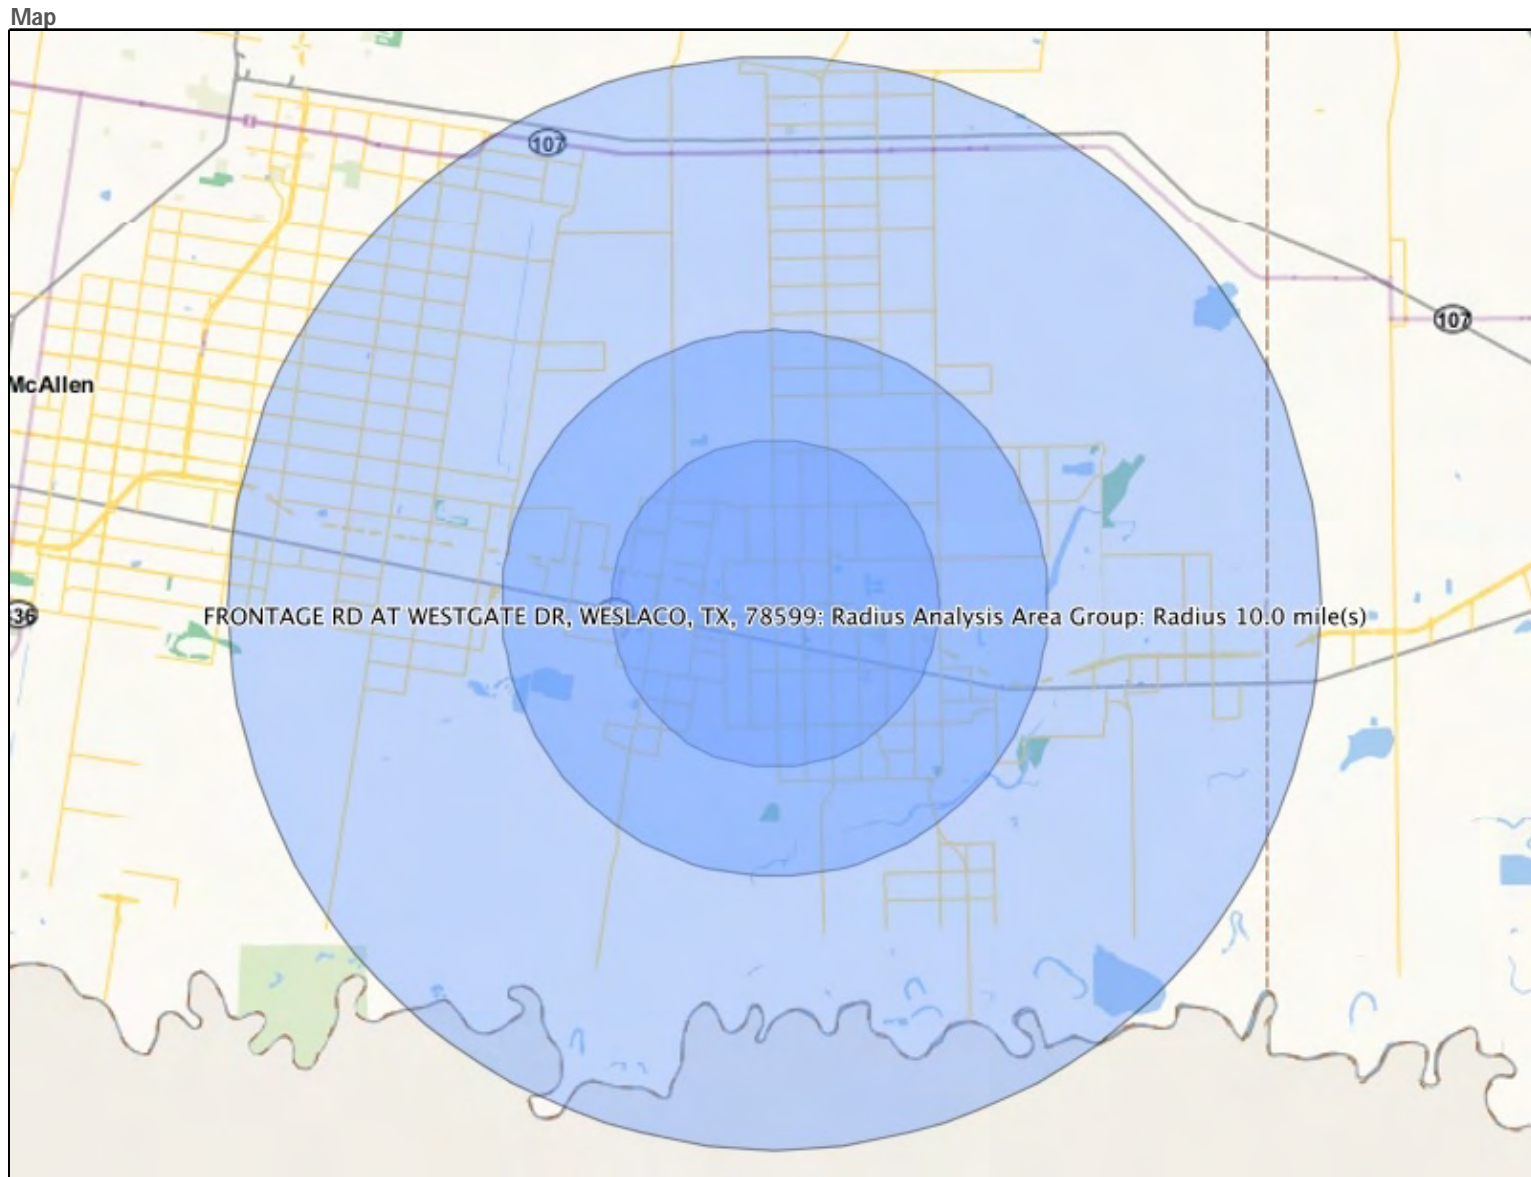 Map
107
107
McAllen
36
FRONTAGE RD AT WESTGATE DR, WESLACO, TX, 78599: Radius Analysis Area Group: Radius 10.0 mile(s)